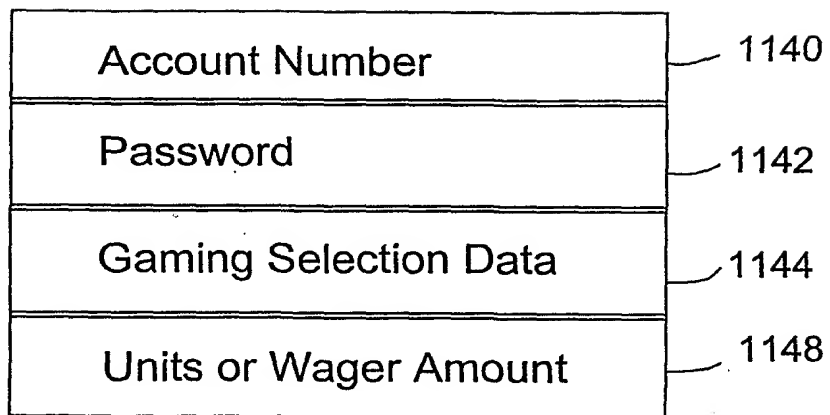 Account Number 1140
Password 1142
Gaming Selection Data 1144
Units or Wager Amount 1148